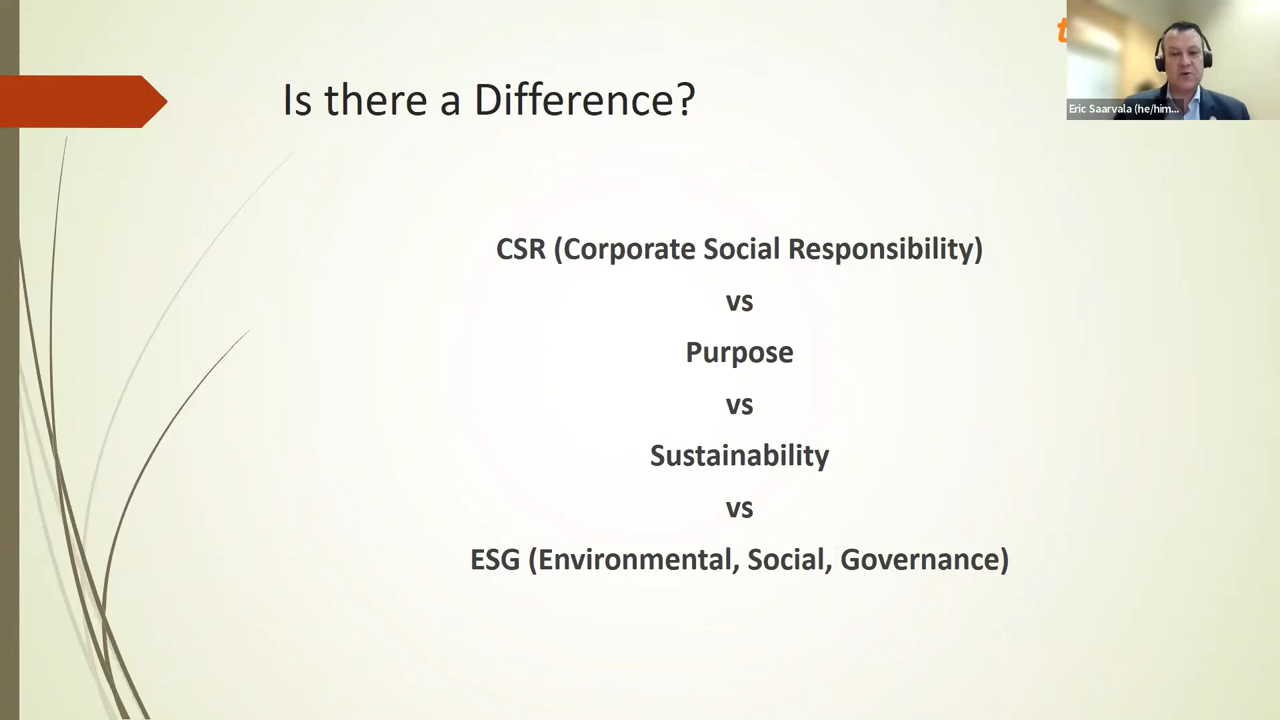 Is there a Difference?
Eric Saarvala (he/him...
CSR (Corporate Social Responsibility)
vs
Purpose
vs
Sustainability
vs
ESG (Environmental, Social, Governance)